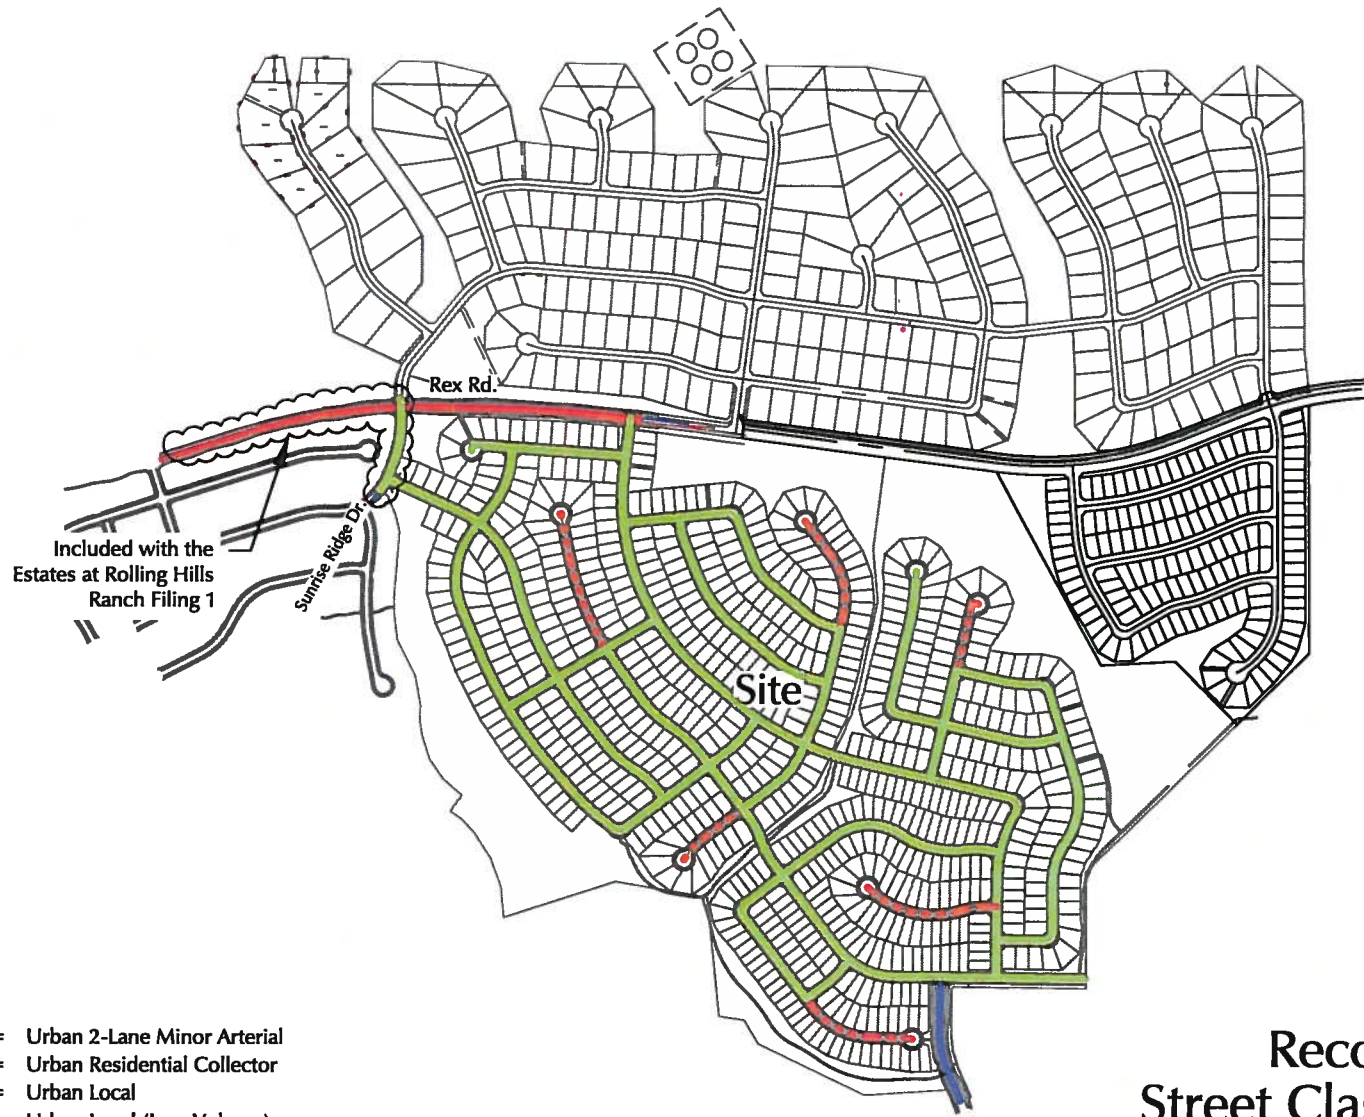 Rex Rd.
Included with the
Estates at Rolling Hills
Ranch Filing 1
Sunrise Ridge Dr.
Site
= Urban 2-Lane Minor Arterial
= Urban Residential Collector
= Urban Local
Reco
Street Cla